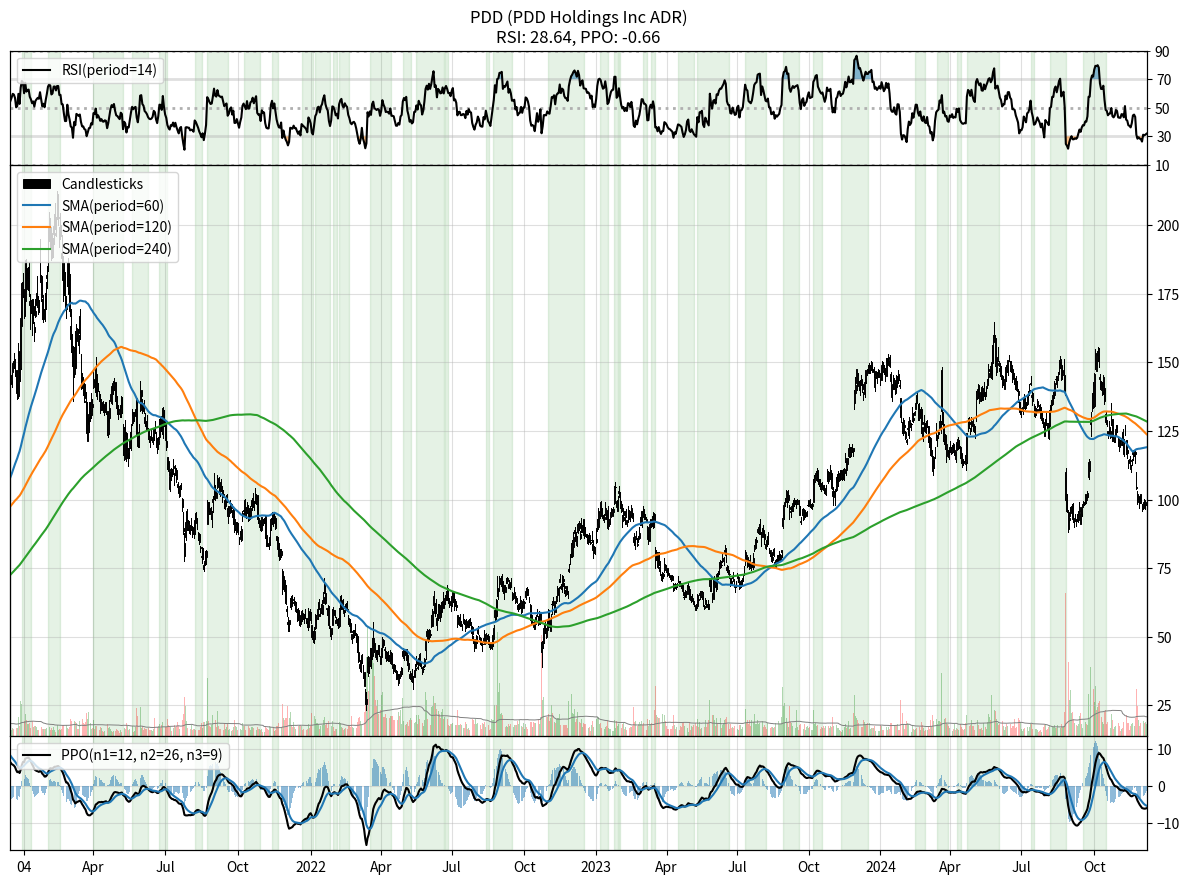 PDD (PDD Holdings Inc ADR)
RSI: 28.64, PPO: -0.66
RSI(period=14)
90
70
50
30
10
Candlesticks
SMA(period=60)
SMA(period=120)
SMA(period=240)
200
175
150
125
100
75
50
25
PPO(n1=12, n2=26, n3=9)
10
0
−10
04 Apr Jul Oct 2022 Apr Jul Oct 2023 Apr Jul Oct 2024 Apr Jul Oct